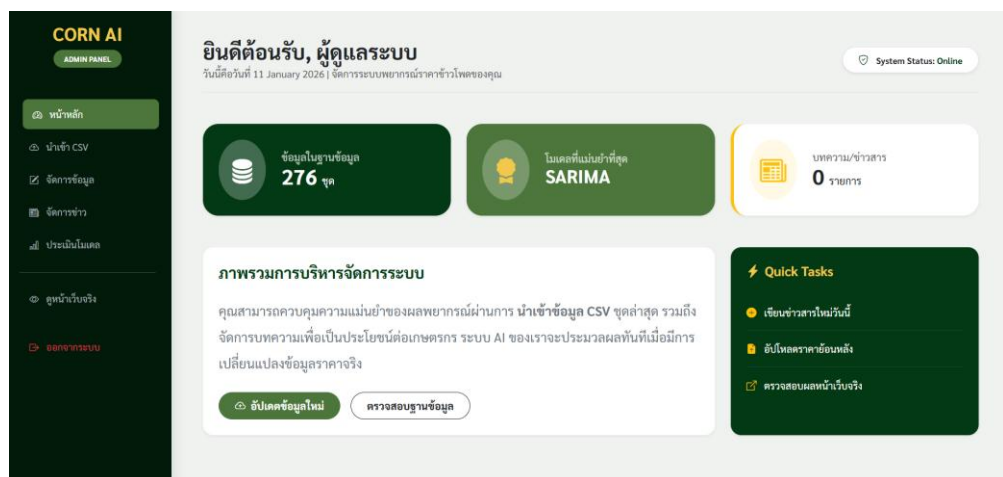 CORN AI
ADMIN PANEL
หน้าหลัก
นำเข้า CSV
จัดการข้อมูล
จัดการข่าว
ประเมินโมเดล
ดูหน้าเว็บจริง
ออกจากระบบ
ยินดีต้อนรับ, ผู้ดูแลระบบ
วันนี้คือวันที่ 11 January 2026 | จัดการระบบพยากรณ์ราคาข้าวโพดของคุณ
System Status: Online
ข้อมูลในฐานข้อมูล
276 ชุด
โมเดลที่แม่นยำที่สุด
SARIMA
บทความ/ข่าวสาร
0 รายการ
ภาพรวมการบริหารจัดการระบบ
คุณสามารถควบคุมความแม่นยำของผลพยากรณ์ผ่านการ นำเข้าข้อมูล CSV ชุดล่าสุด รวมถึง
จัดการบทความเพื่อเป็นประโยชน์ต่อเกษตรกร ระบบ AI ของเราจะประมวลผลทันทีเมื่อมีการ
เปลี่ยนแปลงข้อมูลราคาจริง
อัปเดตข้อมูลใหม่
ตรวจสอบฐานข้อมูล
Quick Tasks
เขียนข่าวสารใหม่วันนี้
อัปโหลดราคาย้อนหลัง
ตรวจสอบผลหน้าเว็บจริง